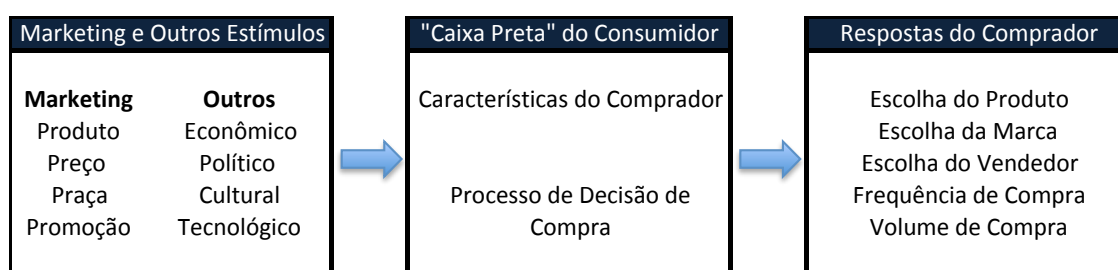 Marketing e Outros Estímulos
Marketing Outros
Produto Econômico
Preço Político
Praça Cultural
Promoção Tecnológico
"Caixa Preta" do Consumidor
Características do Comprador
Processo de Decisão de
Compra
Respostas do Comprador
Escolha do Produto
Escolha da Marca
Escolha do Vendedor
Frequência de Compra
Volume de Compra